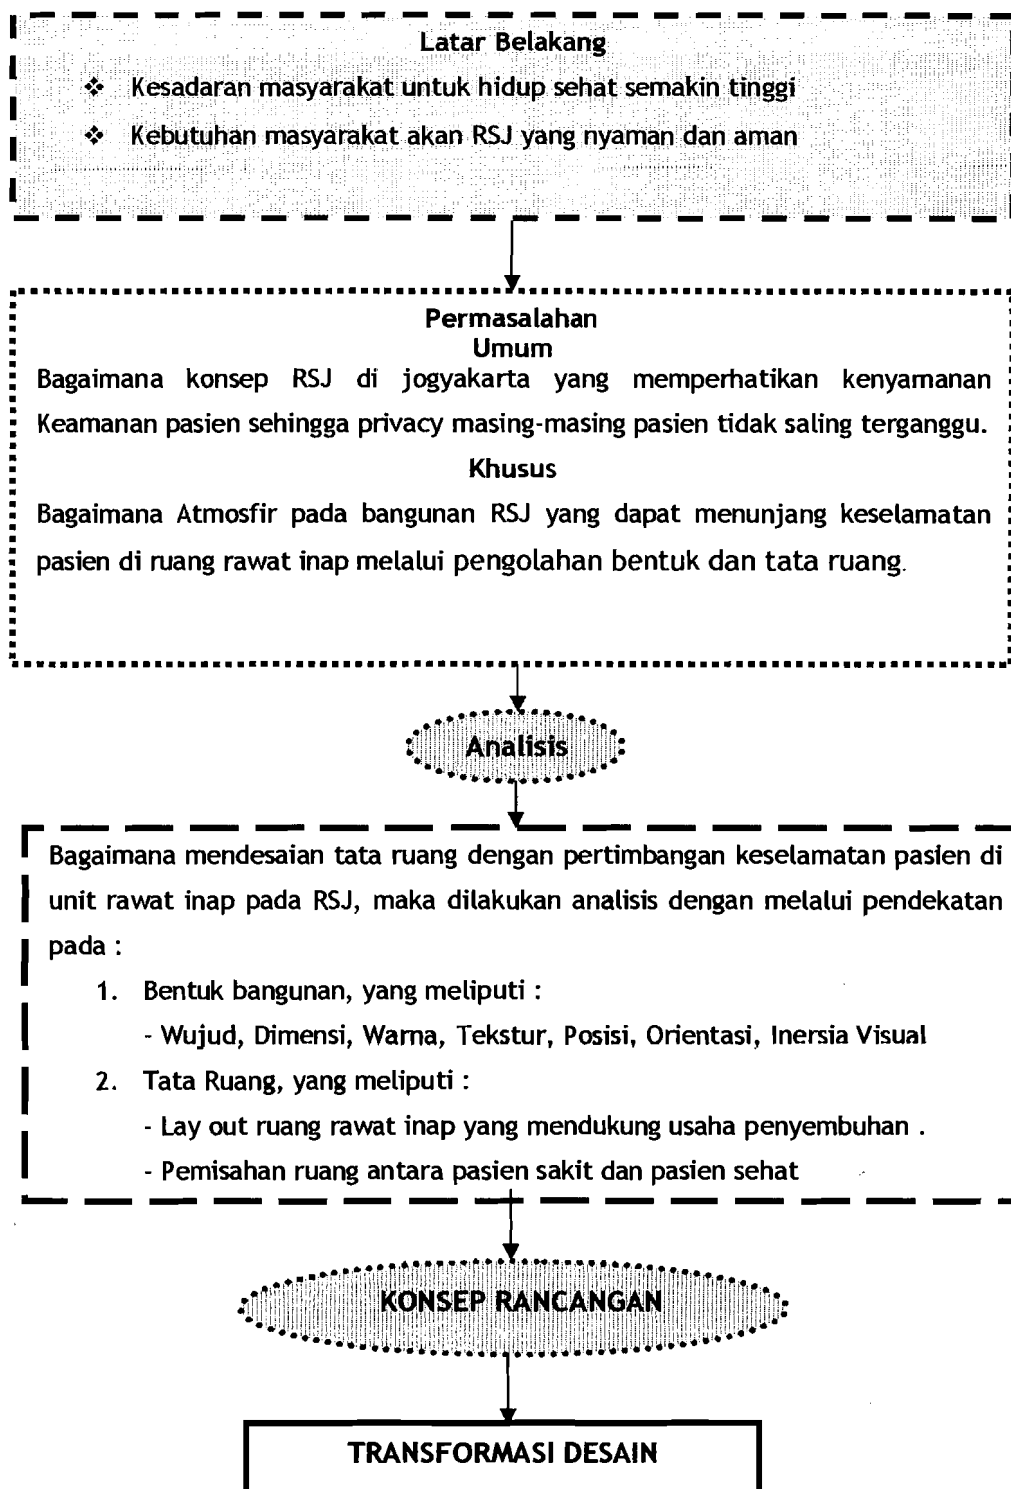 Latar Belakang
❖ Kesadaran masyarakat untuk hidup sehat semakin tinggi
❖ Kebutuhan masyarakat akan RSJ yang nyaman dan aman
Permasalahan
Umum
Bagaimana konsep RSJ di jogyakarta yang memperhatikan kenyamanan
Keamanan pasien sehingga privacy masing-masing pasien tidak saling terganggu.
Khusus
Bagaimana Atmosfir pada bangunan RSJ yang dapat menunjang keselamatan
pasien di ruang rawat inap melalui pengolahan bentuk dan tata ruang.
Analisis
Bagaimana mendesaian tata ruang dengan pertimbangan keselamatan pasien di
unit rawat inap pada RSJ, maka dilakukan analisis dengan melalui pendekatan
pada :
1. Bentuk bangunan, yang meliputi :
- Wujud, Dimensi, Warna, Tekstur, Posisi, Orientasi, Inersia Visual
2. Tata Ruang, yang meliputi :
- Lay out ruang rawat inap yang mendukung usaha penyembuhan .
- Pemisahan ruang antara pasien sakit dan pasien sehat
KONSEP RANCANGAN
TRANSFORMASI DESAIN